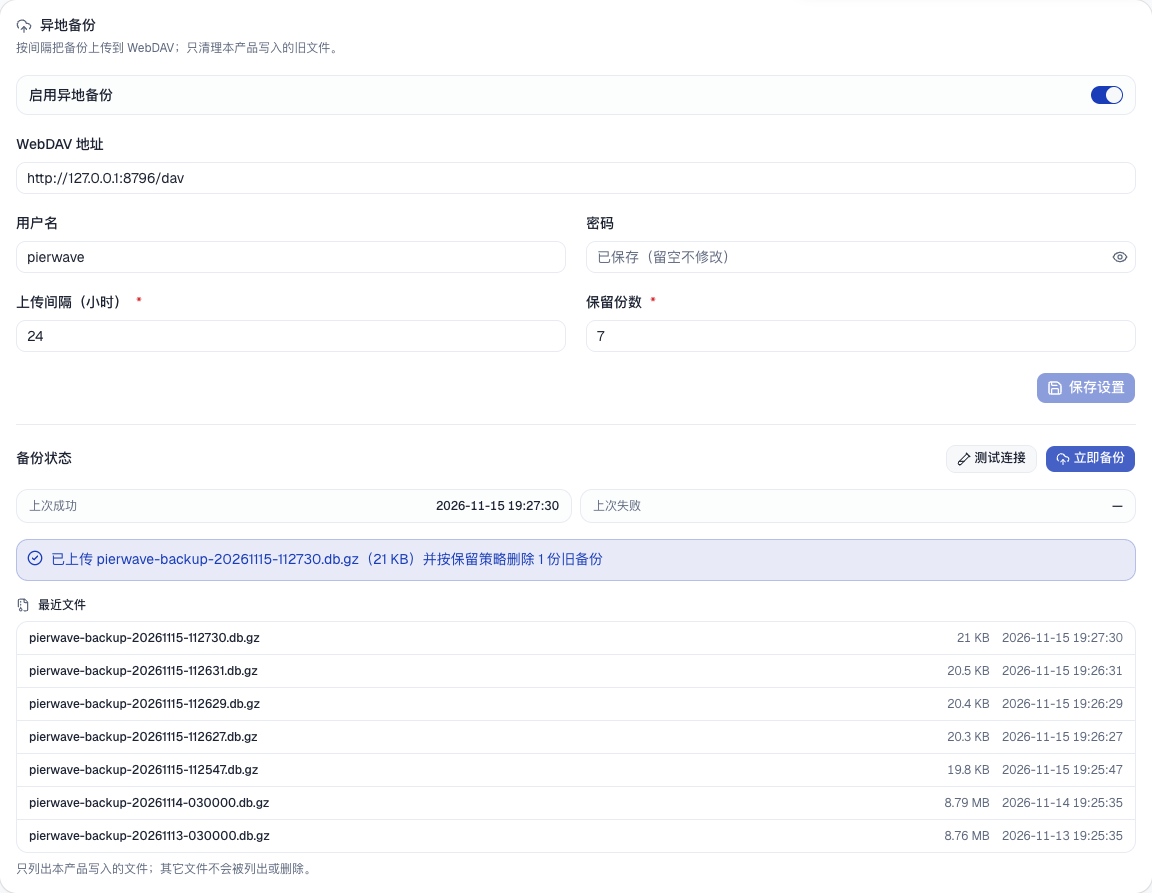 异地备份
按间隔把备份上传到 WebDAV；只清理本产品写入的旧文件。
启用异地备份
WebDAV 地址
http://127.0.0.1:8796/dav
用户名
密码
pierwave
已保存（留空不修改）
上传间隔（小时） *
保留份数 *
24
7
保存设置
备份状态
测试连接
立即备份
上次成功 2026-11-15 19:27:30
上次失败 —
已上传 pierwave-backup-20261115-112730.db.gz（21 KB）并按保留策略删除 1 份旧备份
最近文件
pierwave-backup-20261115-112730.db.gz 21 KB 2026-11-15 19:27:30
pierwave-backup-20261115-112631.db.gz 20.5 KB 2026-11-15 19:26:31
pierwave-backup-20261115-112629.db.gz 20.4 KB 2026-11-15 19:26:29
pierwave-backup-20261115-112627.db.gz 20.3 KB 2026-11-15 19:26:27
pierwave-backup-20261115-112547.db.gz 19.8 KB 2026-11-15 19:25:47
pierwave-backup-20261114-030000.db.gz 8.79 MB 2026-11-14 19:25:35
pierwave-backup-20261113-030000.db.gz 8.76 MB 2026-11-13 19:25:35
只列出本产品写入的文件；其它文件不会被列出或删除。